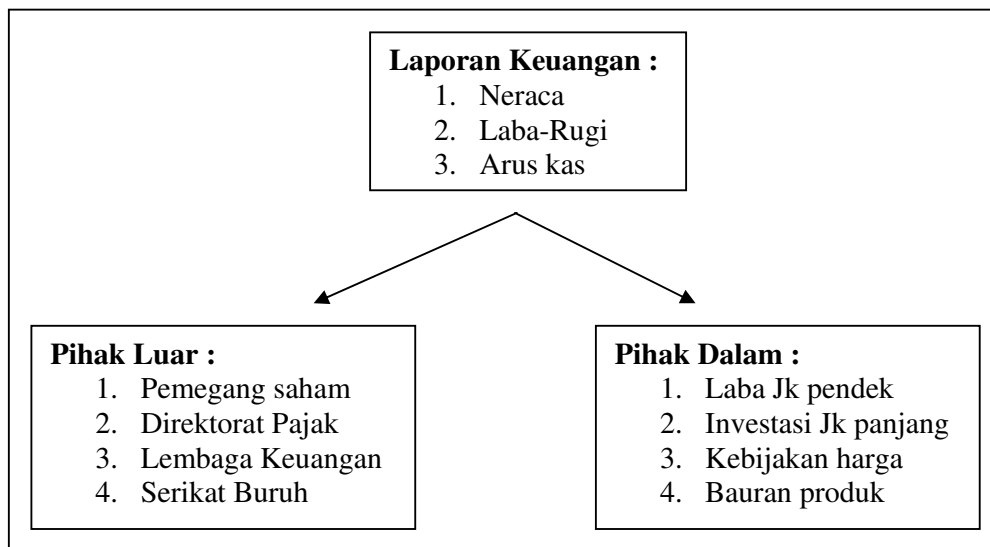 Laporan Keuangan :
1. Neraca
2. Laba-Rugi
3. Arus kas
Pihak Luar :
1. Pemegang saham
2. Direktorat Pajak
3. Lembaga Keuangan
4. Serikat Buruh
Pihak Dalam :
1. Laba Jk pendek
2. Investasi Jk panjang
3. Kebijakan harga
4. Bauran produk